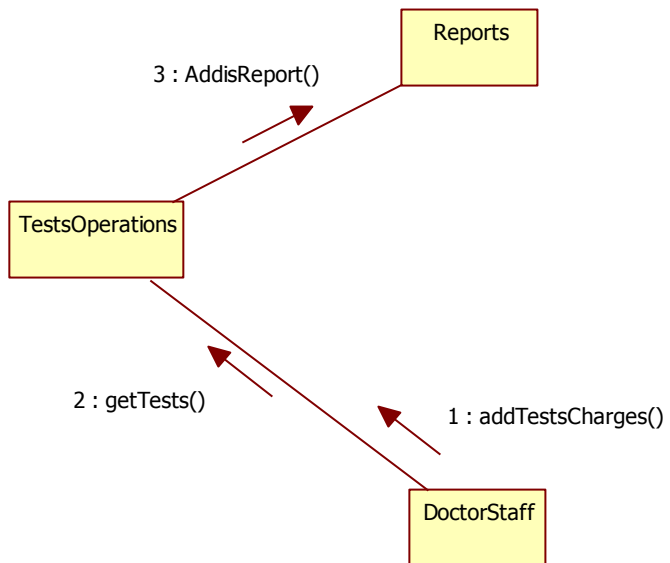 Reports
3 : AddisReport()
TestsOperations
2 : getTests()
1 : addTestsCharges()
DoctorStaff